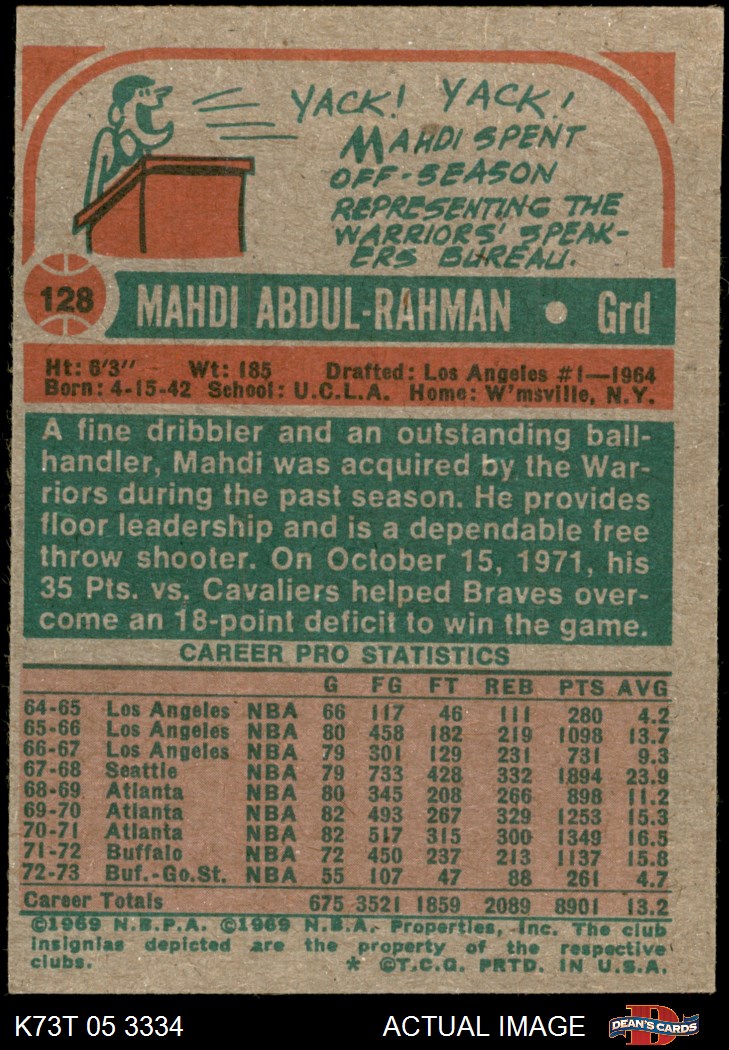 YACK! YACK!
MAHDI SPENT
OFF-SEASON
REPRESENTING THE
WARRIORS' SPEAK-
ERS BUREAU.
128 MAHDI ABDUL-RAHMAN • Grd
Ht: 6'3" Wt: 185 Drafted: Los Angeles #1—1964
Born: 4-15-42 School: U.C.L.A. Home: W'msville, N.Y.
A fine dribbler and an outstanding ball-
handler, Mahdi was acquired by the War-
riors during the past season. He provides
floor leadership and is a dependable free
throw shooter. On October 15, 1971, his
35 Pts. vs. Cavaliers helped Braves over-
come an 18-point deficit to win the game.
CAREER PRO STATISTICS
G FG FT REB PTS AVG
64-65 Los Angeles NBA 66 117 46 111 280 4.2
65-66 Los Angeles NBA 80 458 182 219 1098 13.7
66-67 Los Angeles NBA 79 301 129 231 731 9.3
67-68 Seattle NBA 79 733 428 332 1894 23.9
68-69 Atlanta NBA 80 345 208 266 898 11.2
69-70 Atlanta NBA 82 493 267 329 1253 15.3
70-71 Atlanta NBA 82 517 315 300 1349 16.5
71-72 Buffalo NBA 72 450 237 213 1137 15.8
72-73 Buf.-Go.St. NBA 55 107 47 88 261 4.7
Career Totals 675 3521 1859 2089 8901 13.2
©1969 N.B.P.A. ©1969 N.B.A. Properties, Inc. The club
insignias depicted are the property of the respective
clubs. * ©T.C.G. PRTD. IN U.S.A.
K73T 05 3334 ACTUAL IMAGE DEAN'S CARDS